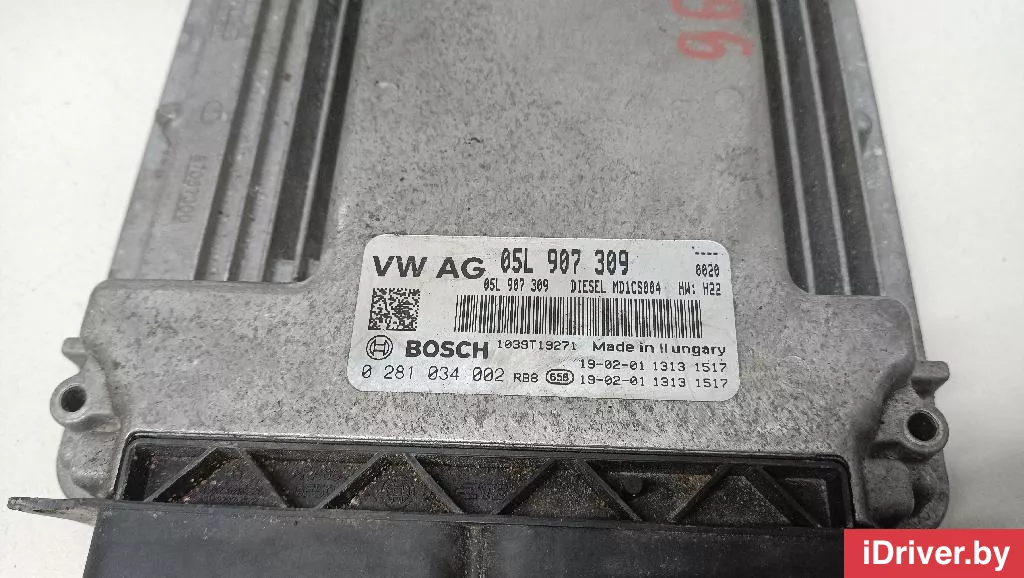 96
VW AG 05L 907 309 0020
05L 907 309 DIESEL MD1CS004 HW: H22
BOSCH 1039T19271 Made in Hungary
0 281 034 002 RB8 658 19-02-01 1313 1517
19-02-01 1313 1517
iDriver.by